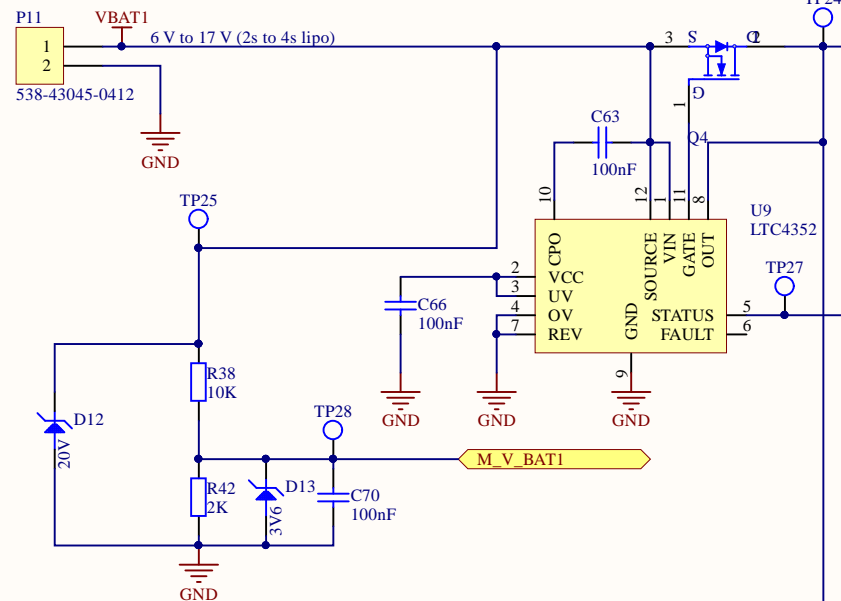 TP24
P11
VBAT1
1
2
6 V to 17 V (2s to 4s lipo)
538-43045-0412
GND
3
S
D
2
G
1
Q4
C63
100nF
10
12
1
11
8
U9
LTC4352
CPO
SOURCE
VIN
GATE
OUT
2
VCC
3
UV
4
OV
7
REV
GND
9
STATUS
5
FAULT
6
TP27
TP25
C66
100nF
GND
GND
GND
R38
10K
D12
20V
TP28
M_V_BAT1
R42
2K
D13
3V6
C70
100nF
GND